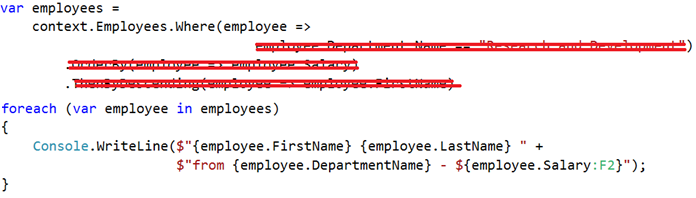 var employees =
context.Employees.Where(employee =>
employee.Department.Name == "Research and Development")
.OrderBy(employee => employee.Salary)
.ThenByDescending(employee => employee.FirstName)
foreach (var employee in employees)
{
Console.WriteLine($"{employee.FirstName} {employee.LastName} " +
$"from {employee.DepartmentName} - ${employee.Salary:F2}");
}